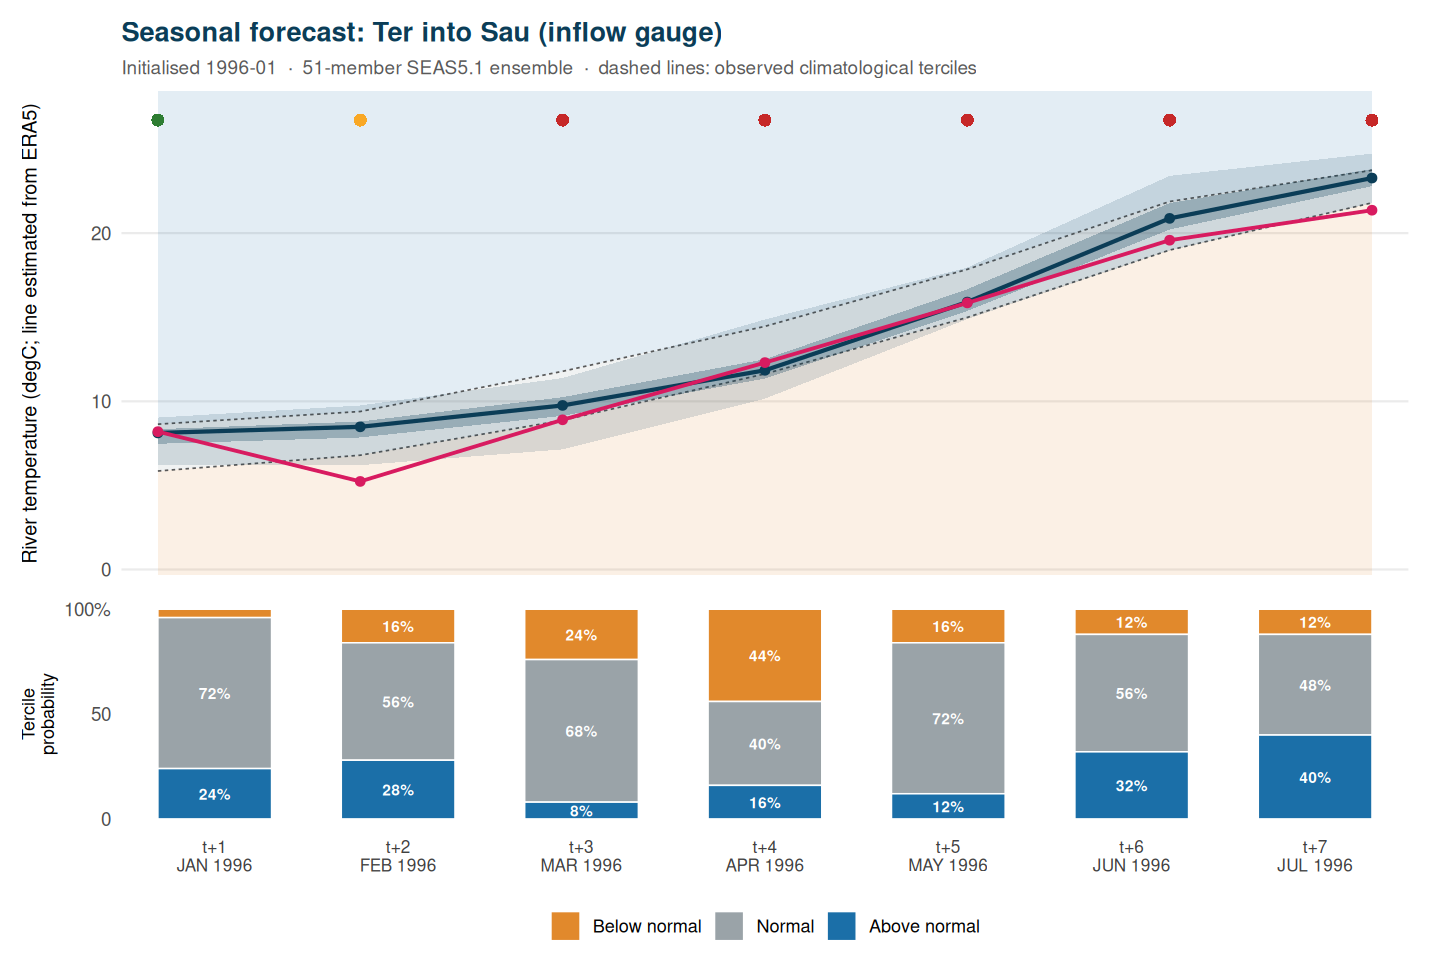 Seasonal forecast: Ter into Sau (inflow gauge)
Initialised 1996-01 · 51-member SEAS5.1 ensemble · dashed lines: observed climatological terciles
River temperature (degC; line estimated from ERA5)
20
10
0
Tercile
probability
100%
50
0
72%
24%
16%
56%
28%
24%
68%
8%
44%
40%
16%
16%
72%
12%
12%
56%
32%
12%
48%
40%
t+1
JAN 1996
t+2
FEB 1996
t+3
MAR 1996
t+4
APR 1996
t+5
MAY 1996
t+6
JUN 1996
t+7
JUL 1996
Below normal
Normal
Above normal